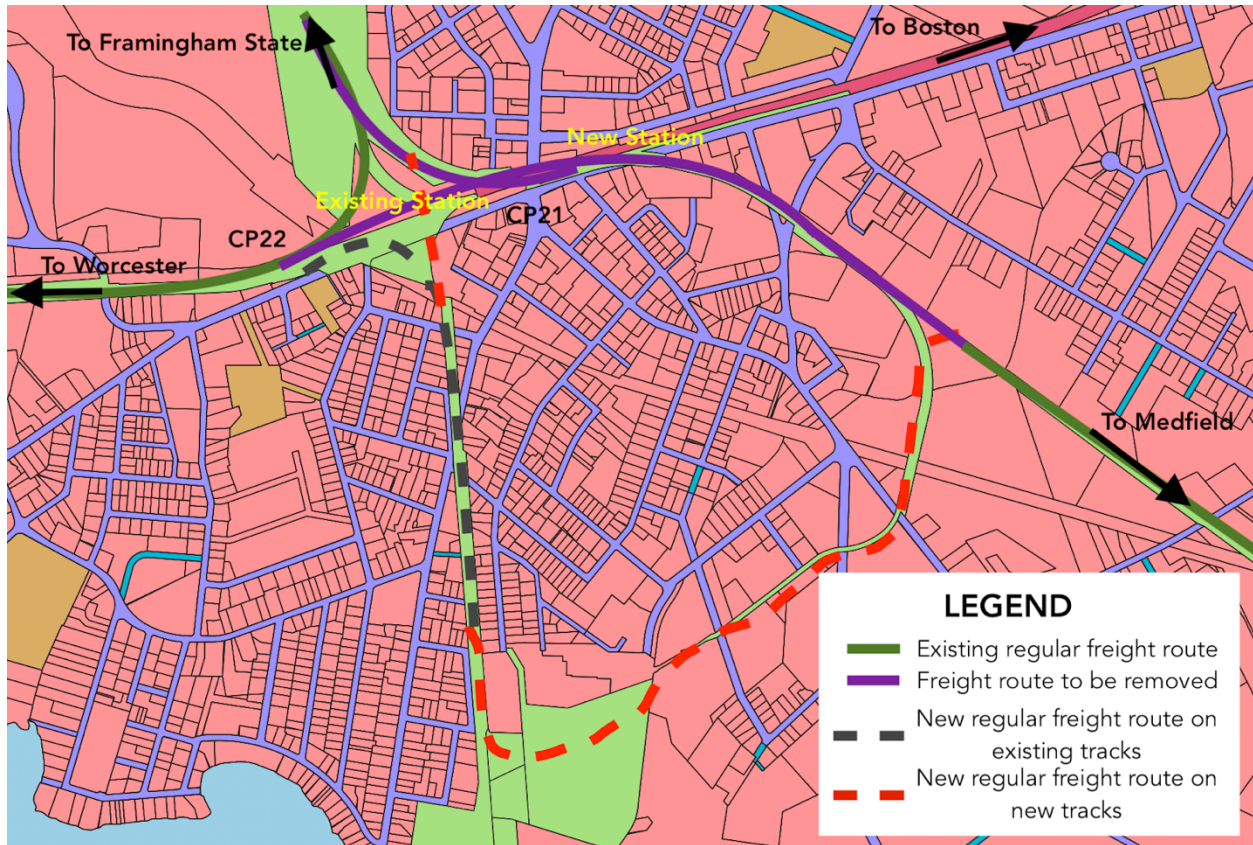 To Framingham State
To Boston
New Station
Existing Station
CP21
CP22
To Worcester
To Medfield
LEGEND
Existing regular freight route
Freight route to be removed
New regular freight route on
existing tracks
New regular freight route on
new tracks